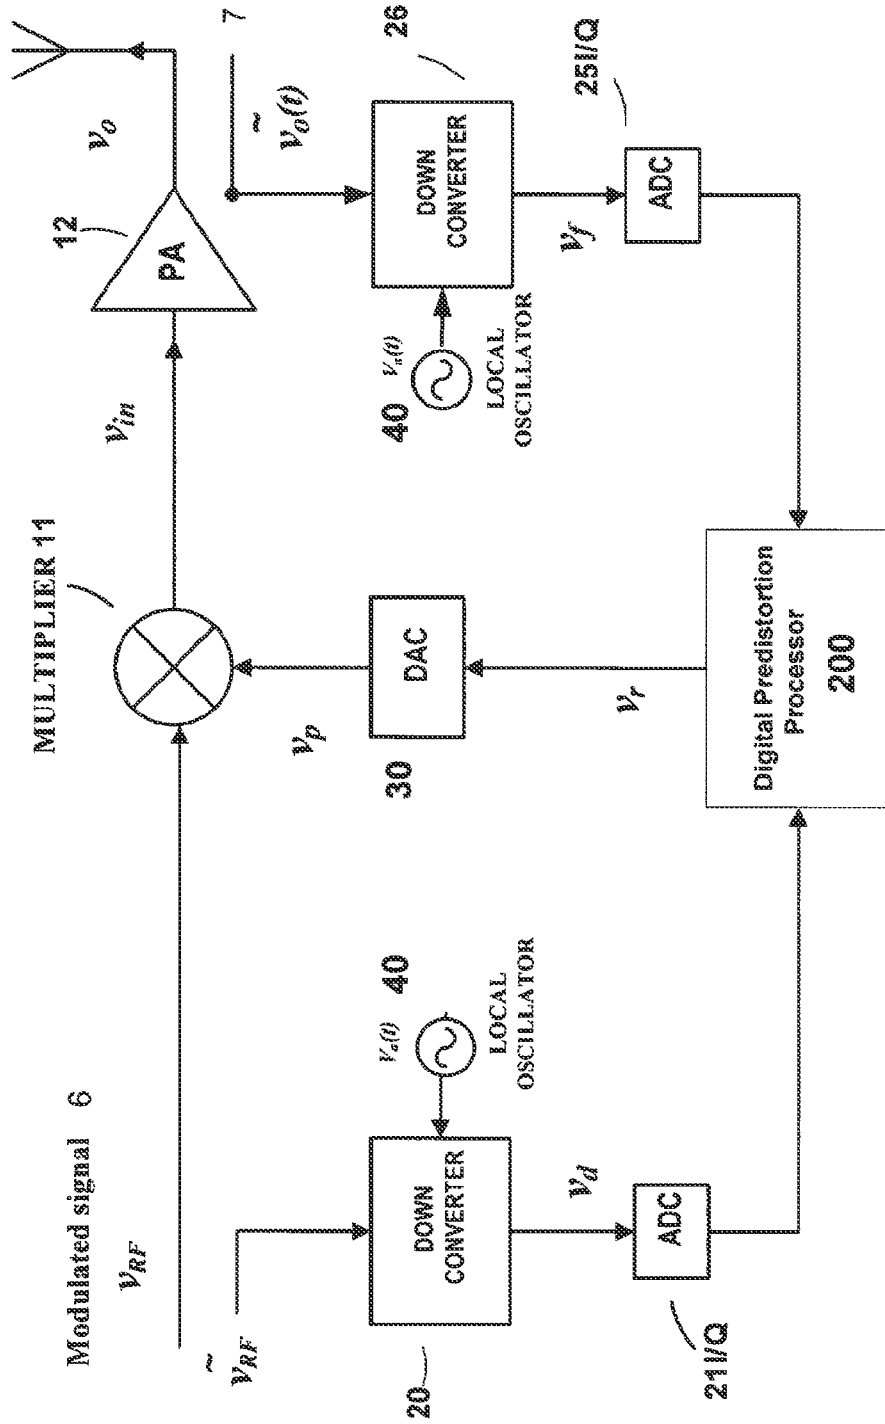 Modulated signal 6
v_RF
MULTIPLIER 11
v_in
12
PA
v_o
ṽ_RF
20
DOWN
CONVERTER
V_a(t)
40
LOCAL
OSCILLATOR
v_p
30
DAC
40
LOCAL
OSCILLATOR
DOWN
CONVERTER
26
7
ṽ_o(t)
v_d
21I/Q
ADC
v_r
v_f
ADC
25I/Q
Digital Predistortion
Processor
200